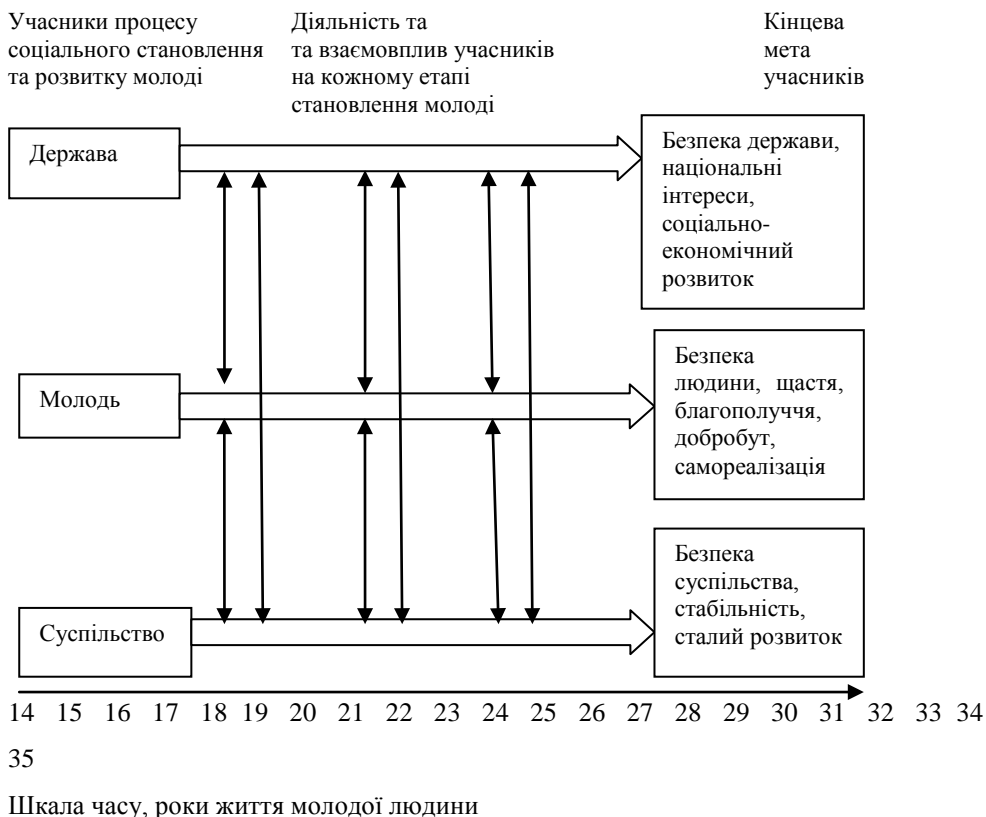 Учасники процесу
соціального становлення
та розвитку молоді
Діяльність та
та взаємовплив учасників
на кожному етапі
становлення молоді
Кінцева
мета
учасників
Держава
Безпека держави,
національні
інтереси,
соціально-
економічний
розвиток
Молодь
Безпека
людини, щастя,
благополуччя,
добробут,
самореалізація
Суспільство
Безпека
суспільства,
стабільність,
сталий розвиток
14 15 16 17 18 19 20 21 22 23 24 25 26 27 28 29 30 31 32 33 34
35
Шкала часу, роки життя молодої людини